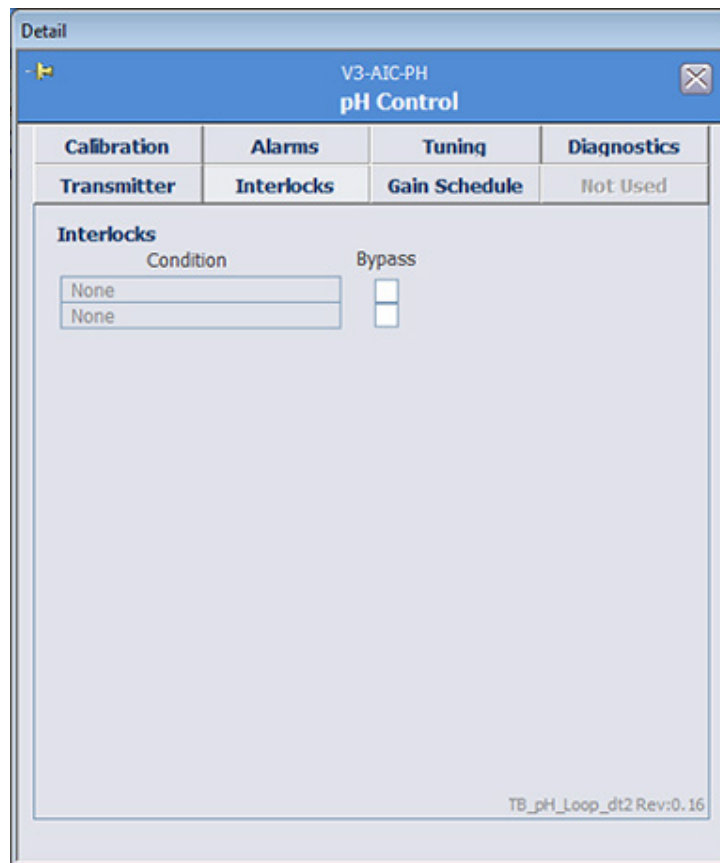 Detail
V3-AIC-PH
pH Control
Calibration Alarms Tuning Diagnostics
Transmitter Interlocks Gain Schedule Not Used
Interlocks
Condition Bypass
None
None
TB_pH_Loop_dt2 Rev:0.16